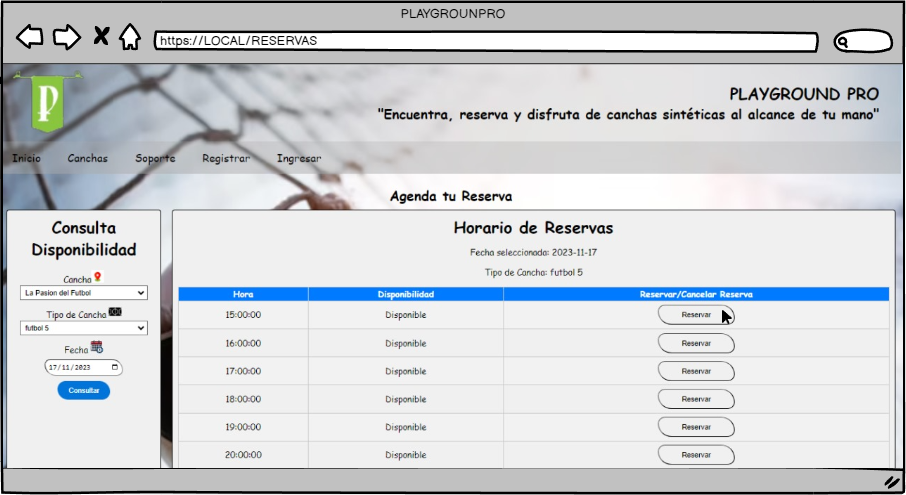 PLAYGROUNPRO
https://LOCAL/RESERVAS
P
PLAYGROUND PRO
"Encuentra, reserva y disfruta de canchas sintéticas al alcance de tu mano"
Inicio Canchas Soporte Registrar Ingresar
Agenda tu Reserva
Consulta
Disponibilidad
Cancha
La Pasion del Futbol
Tipo de Cancha
futbol 5
Fecha
17/11/2023
Consultar
Horario de Reservas
Fecha seleccionada: 2023-11-17
Tipo de Cancha: futbol 5
Hora Disponibilidad Reservar/Cancelar Reserva
15:00:00 Disponible Reservar
16:00:00 Disponible Reservar
17:00:00 Disponible Reservar
18:00:00 Disponible Reservar
19:00:00 Disponible Reservar
20:00:00 Disponible Reservar